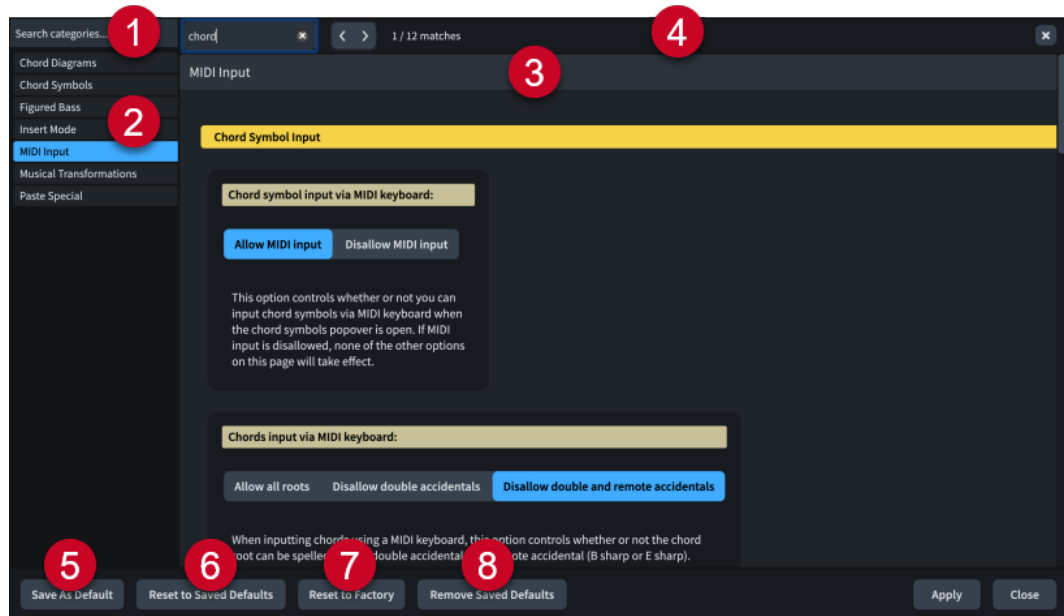 Search categories...
1
chord
1 / 12 matches
4
Chord Diagrams
Chord Symbols
Figured Bass
Insert Mode
MIDI Input
Musical Transformations
Paste Special
2
MIDI Input
3
Chord Symbol Input
Chord symbol input via MIDI keyboard:
Allow MIDI input Disallow MIDI input
This option controls whether or not you can
input chord symbols via MIDI keyboard when
the chord symbols popover is open. If MIDI
input is disallowed, none of the other options
on this page will take effect.
Chords input via MIDI keyboard:
Allow all roots Disallow double accidentals Disallow double and remote accidentals
When inputting chords using a MIDI keyboard, this option controls whether or not the chord
root can be spelled double accidental remote accidental (B sharp or E sharp).
5
6
7
8
Save As Default Reset to Saved Defaults Reset to Factory Remove Saved Defaults Apply Close